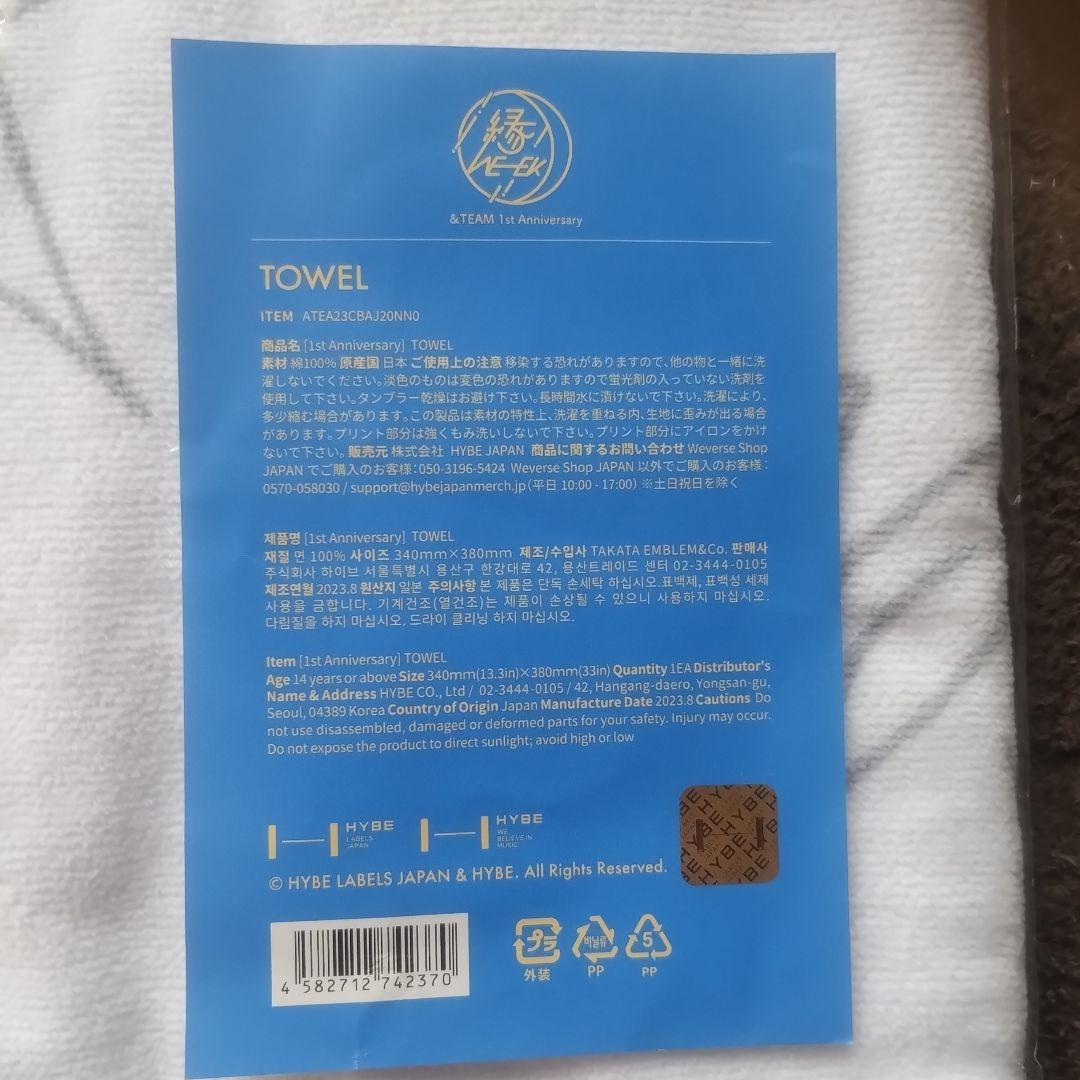 縁
WE-EK
&TEAM 1st Anniversary
TOWEL
ITEM ATEA23CBAJ20NN0
商品名 [1st Anniversary] TOWEL
素材 綿100% 原産国 日本 ご使用上の注意 移染する恐れがありますので、他の物と一緒に洗
濯しないでください。淡色のものは変色の恐れがありますので蛍光剤の入っていない洗剤を
使用して下さい。タンブラー乾燥はお避け下さい。長時間水に漬けないで下さい。洗濯により、
多少縮む場合があります。この製品は素材の特性上、洗濯を重ねる内、生地に歪みが出る場合
があります。プリント部分は強くもみ洗いしないで下さい。プリント部分にアイロンをかけ
ないで下さい。 販売元 株式会社 HYBE JAPAN 商品に関するお問い合わせ Weverse Shop
JAPAN でご購入のお客様：050-3196-5424 Weverse Shop JAPAN 以外でご購入のお客様：
0570-058030 / support@hybejapanmerch.jp（平日 10:00 - 17:00） ※土日祝日を除く
제품명 [1st Anniversary] TOWEL
재질 면 100% 사이즈 340mm×380mm 제조/수입사 TAKATA EMBLEM&Co. 판매사
주식회사 하이브 서울특별시 용산구 한강대로 42, 용산트레이드 센터 02-3444-0105
제조연월 2023.8 원산지 일본 주의사항 본 제품은 단독 손세탁 하십시오.표백제, 표백성 세제
사용을 금합니다. 기계건조(열건조)는 제품이 손상될 수 있으니 사용하지 마십시오.
다림질을 하지 마십시오. 드라이 클리닝 하지 마십시오.
Item [1st Anniversary] TOWEL
Age 14 years or above Size 340mm(13.3in)×380mm(33in) Quantity 1EA Distributor's
Name & Address HYBE CO., Ltd / 02-3444-0105 / 42, Hangang-daero, Yongsan-gu,
Seoul, 04389 Korea Country of Origin Japan Manufacture Date 2023.8 Cautions Do
not use disassembled, damaged or deformed parts for your safety. Injury may occur.
Do not expose the product to direct sunlight; avoid high or low
HYBE
LABELS
JAPAN
HYBE
WE
BELIEVE IN
MUSIC
HYBE
© HYBE LABELS JAPAN & HYBE. All Rights Reserved.
4 582712 742370
プラ
外装
비닐류
PP
5
PP